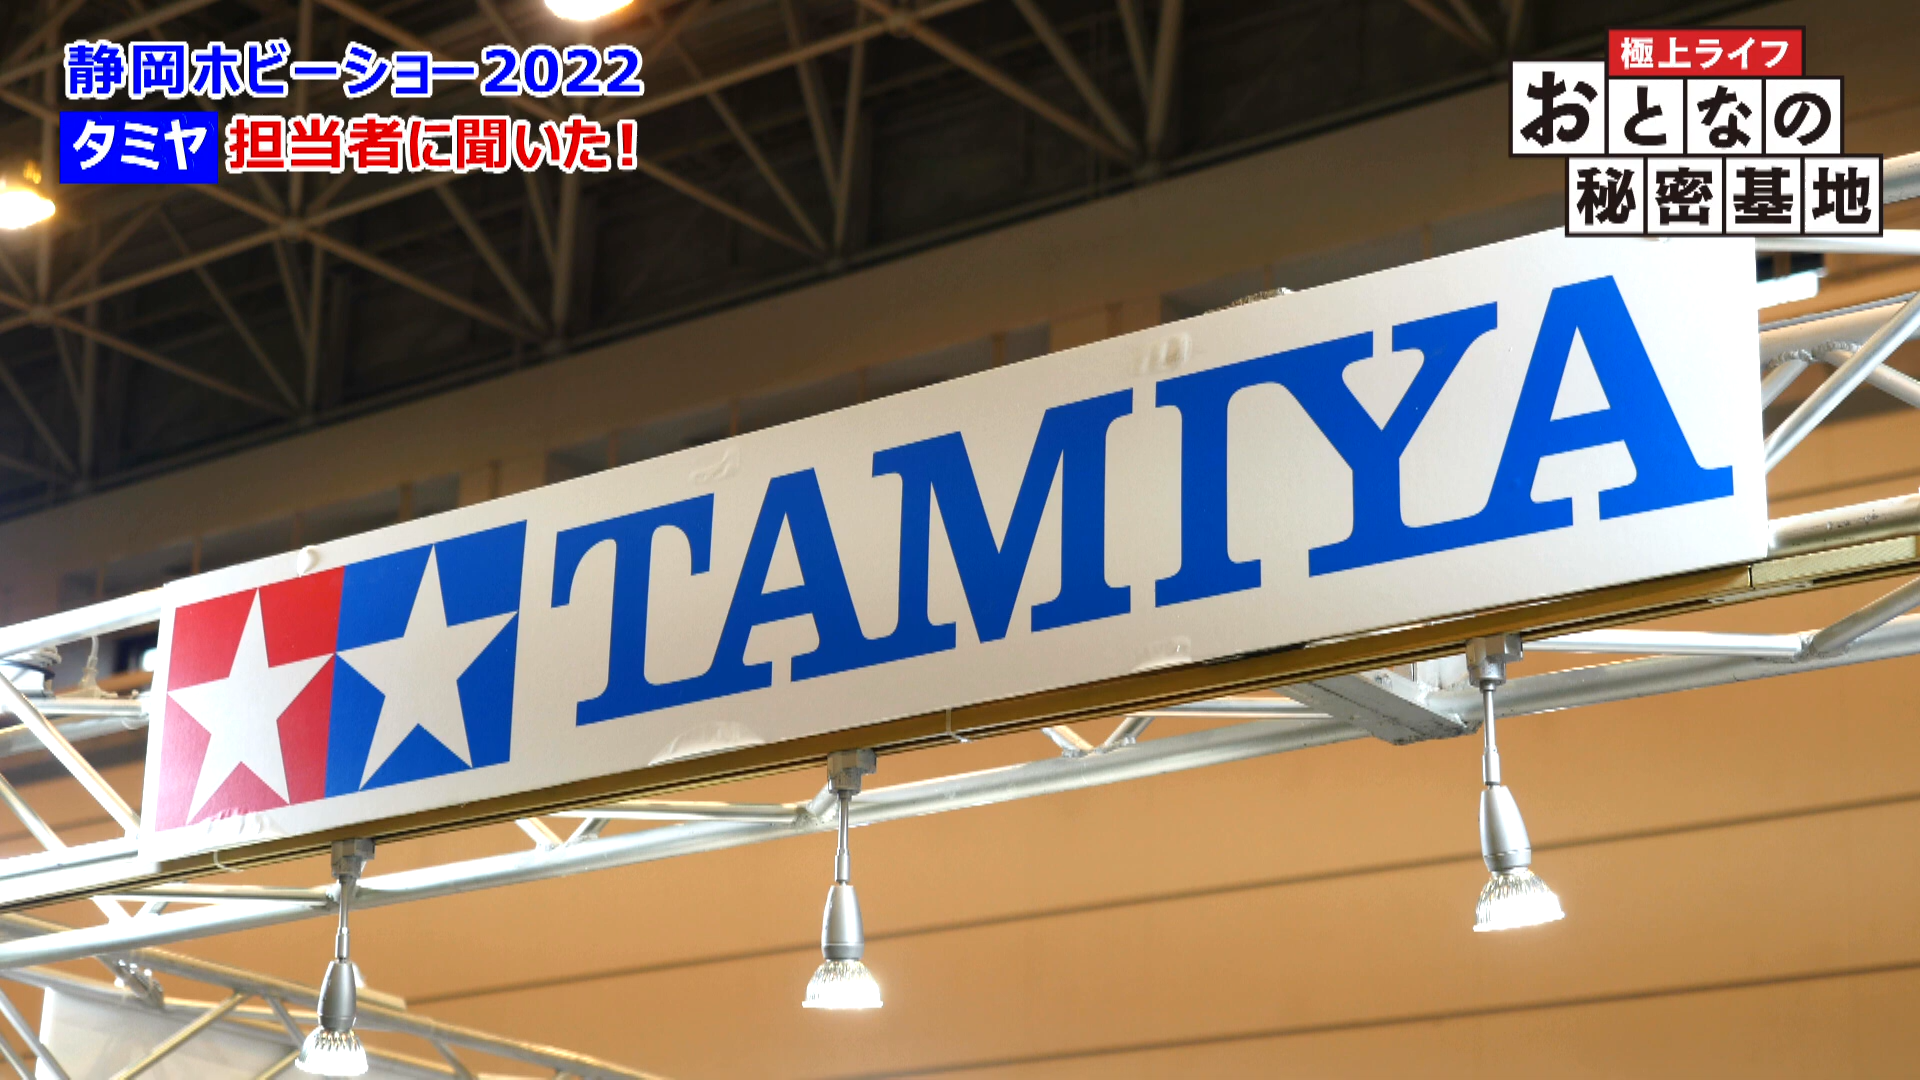 静岡ホビーショー2022
タミヤ 担当者に聞いた！
極上ライフ
おとなの
秘密基地
TAMIYA